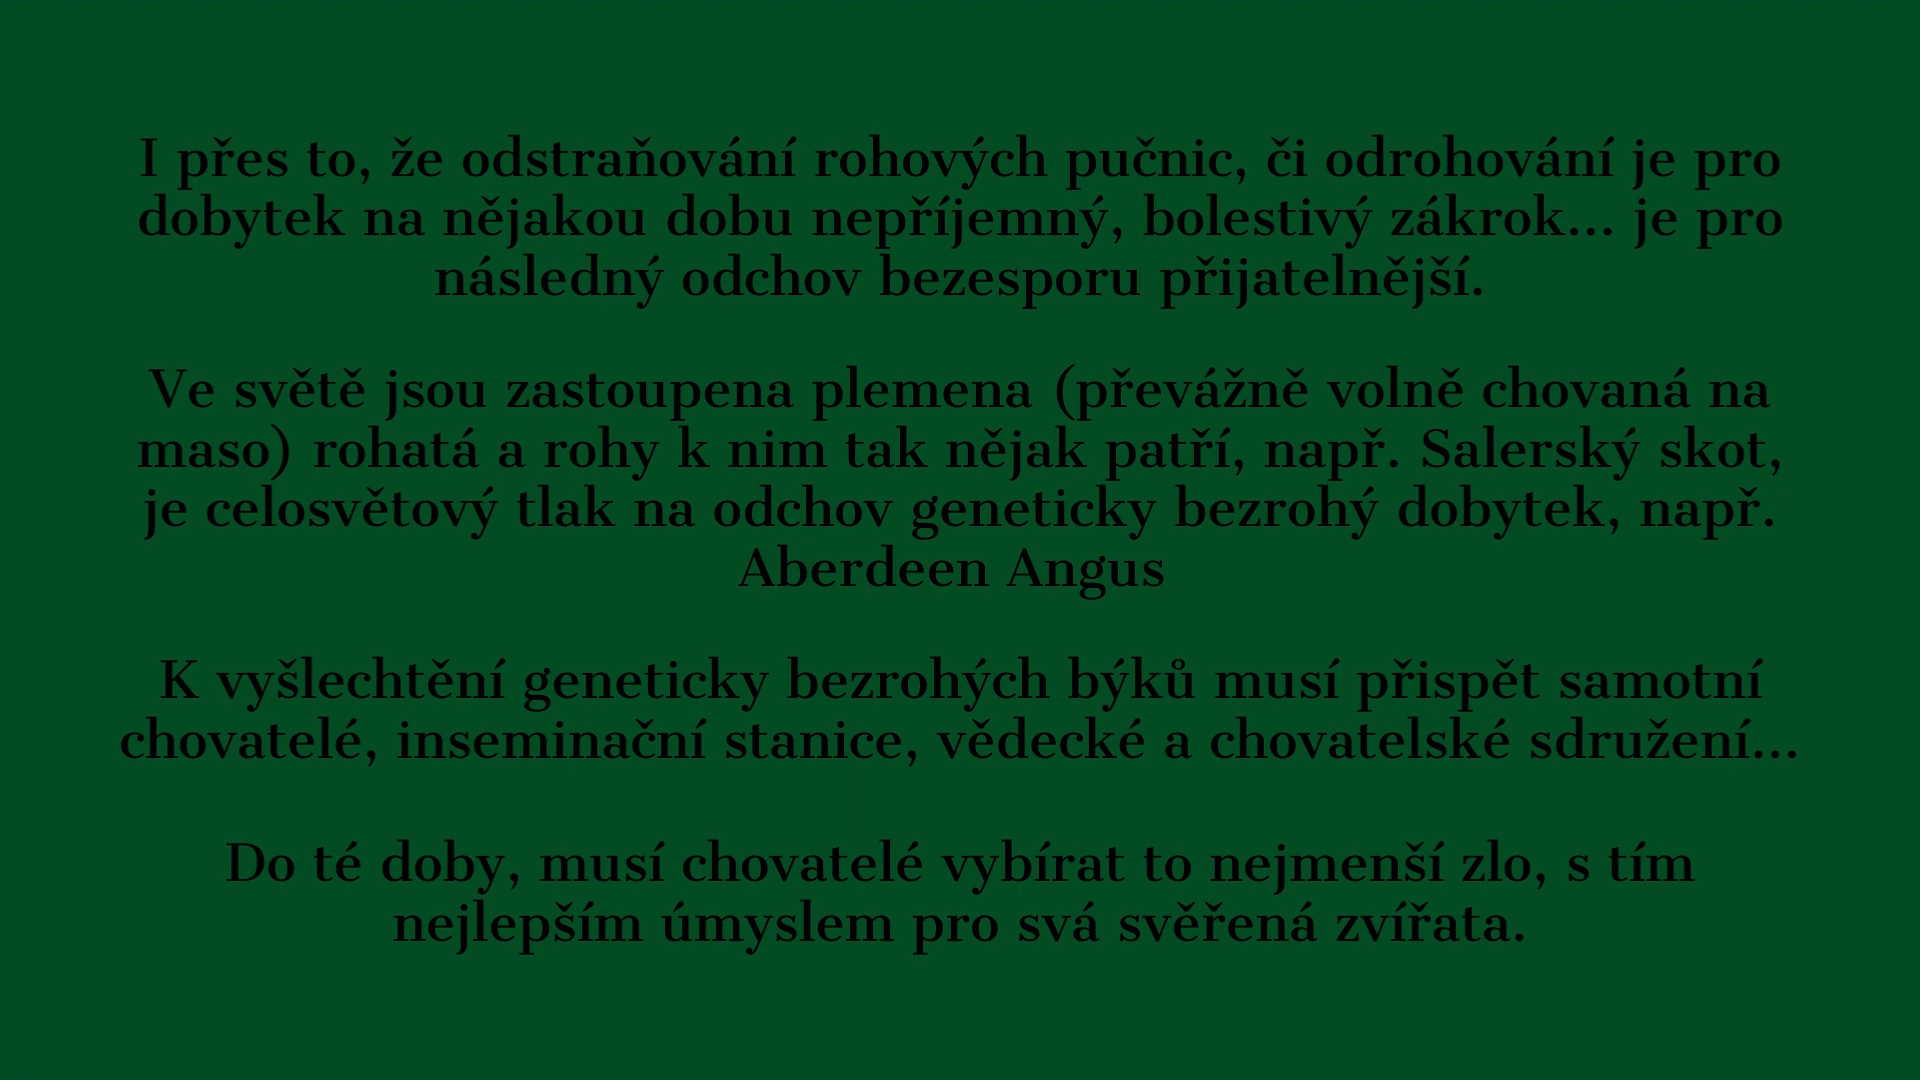 I přes to, že odstraňování rohových pučnic, či odrohování je pro
dobytek na nějakou dobu nepříjemný, bolestivý zákrok... je pro
následný odchov bezesporu přijatelnější.
Ve světě jsou zastoupena plemena (převážně volně chovaná na
maso) rohatá a rohy k nim tak nějak patří, např. Salerský skot,
je celosvětový tlak na odchov geneticky bezrohý dobytek, např.
Aberdeen Angus
K vyšlechtění geneticky bezrohých býků musí přispět samotní
chovatelé, inseminační stanice, vědecké a chovatelské sdružení...
Do té doby, musí chovatelé vybírat to nejmenší zlo, s tím
nejlepším úmyslem pro svá svěřená zvířata.